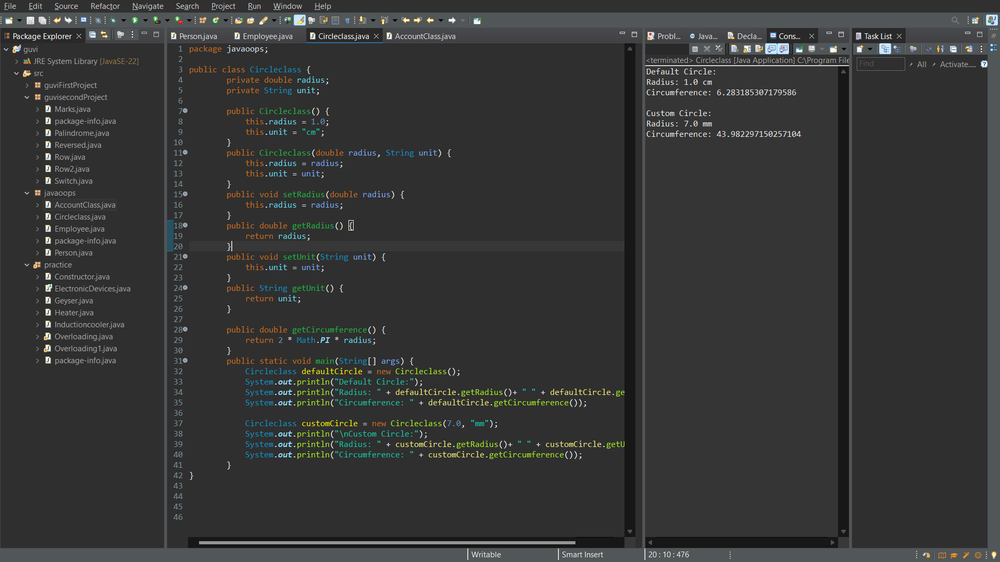 File Edit Source Refactor Navigate Search Project Run Window Help
Package Explorer
guvi
JRE System Library [JavaSE-22]
src
guviFirstProject
guvisecondProject
Marks.java
package-info.java
Palindrome.java
Reversed.java
Row.java
Row2.java
Switch.java
javaoops
AccountClass.java
Circleclass.java
Employee.java
package-info.java
Person.java
practice
Constructor.java
ElectronicDevices.java
Geyser.java
Heater.java
Inductioncooler.java
Overloading.java
Overloading1.java
package-info.java
Person.java Employee.java Circleclass.java AccountClass.java
1 package javaoops;
2
3 public class Circleclass {
4 private double radius;
5 private String unit;
6
7 public Circleclass() {
8 this.radius = 1.0;
9 this.unit = "cm";
10 }
11 public Circleclass(double radius, String unit) {
12 this.radius = radius;
13 this.unit = unit;
14 }
15 public void setRadius(double radius) {
16 this.radius = radius;
17 }
18 public double getRadius() {
19 return radius;
20 }
21 public void setUnit(String unit) {
22 this.unit = unit;
23 }
24 public String getUnit() {
25 return unit;
26 }
27
28 public double getCircumference() {
29 return 2 * Math.PI * radius;
30 }
31 public static void main(String[] args) {
32 Circleclass defaultCircle = new Circleclass();
33 System.out.println("Default Circle:");
34 System.out.println("Radius: " + defaultCircle.getRadius()+ " " + defaultCircle.ge
35 System.out.println("Circumference: " + defaultCircle.getCircumference());
36
37 Circleclass customCircle = new Circleclass(7.0, "mm");
38 System.out.println("\nCustom Circle:");
39 System.out.println("Radius: " + customCircle.getRadius()+ " " + customCircle.getU
40 System.out.println("Circumference: " + customCircle.getCircumference());
41 }
42 }
43
44
45
46
Probl... Java... Decla... Cons...
<terminated> Circleclass [Java Application] C:\Program File
Default Circle:
Radius: 1.0 cm
Circumference: 6.283185307179586
Custom Circle:
Radius: 7.0 mm
Circumference: 43.982297150257104
Task List
Find All Activate.....
Writable Smart Insert 20 : 10 : 476